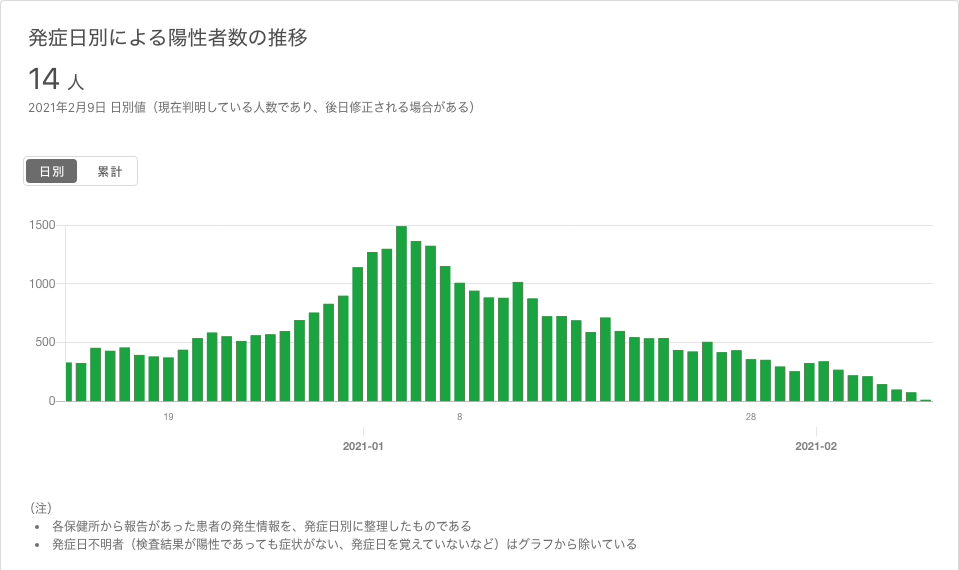 発症日別による陽性者数の推移
14 人
2021年2月9日 日別値（現在判明している人数であり、後日修正される場合がある）
日別 累計
1500
1000
500
0
19 8 28
2021-01 2021-02
（注）
• 各保健所から報告があった患者の発生情報を、発症日別に整理したものである
• 発症日不明者（検査結果が陽性であっても症状がない、発症日を覚えていないなど）はグラフから除いている